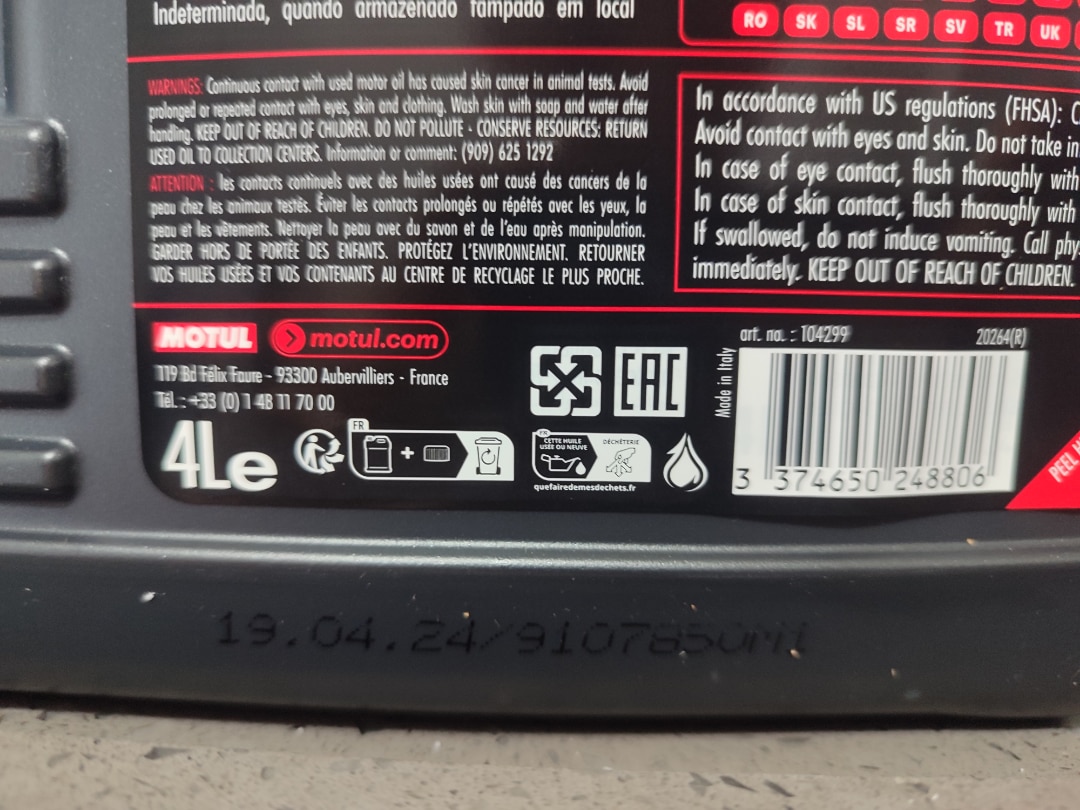 Indeterminada, quando armazenado tampado em local
RO SK SL SR SV TR UK
WARNINGS: Continuous contact with used motor oil has caused skin cancer in animal tests. Avoid
prolonged or repeated contact with eyes, skin and clothing. Wash skin with soap and water after
handling. KEEP OUT OF REACH OF CHILDREN. DO NOT POLLUTE - CONSERVE RESOURCES: RETURN
USED OIL TO COLLECTION CENTERS. Information or comment: (909) 625 1292
ATTENTION : les contacts continuels avec des huiles usées ont causé des cancers de la
peau chez les animaux testés. Éviter les contacts prolongés ou répétés avec les yeux, la
peau et les vêtements. Nettoyer la peau avec du savon et de l'eau après manipulation.
GARDER HORS DE PORTÉE DES ENFANTS. PROTÉGEZ L'ENVIRONNEMENT. RETOURNER
VOS HUILES USÉES ET VOS CONTENANTS AU CENTRE DE RECYCLAGE LE PLUS PROCHE.
In accordance with US regulations (FHSA): C
Avoid contact with eyes and skin. Do not take in
In case of eye contact, flush thoroughly with
In case of skin contact, flush thoroughly with
If swallowed, do not induce vomiting. Call phy
immediately. KEEP OUT OF REACH OF CHILDREN.
MOTUL motul.com
119 Bd Félix Faure - 93300 Aubervilliers - France
Tél. : +33 (0) 1 48 11 70 00
4Le
FR
+
EAC
FR
CETTE HUILE
USÉE OU NEUVE
DÉCHÈTERIE
quefairedemesdechets.fr
Made in Italy
art. no. : 104299 20264(R)
3 374650 248806
PEEL
19.04.24/9107850